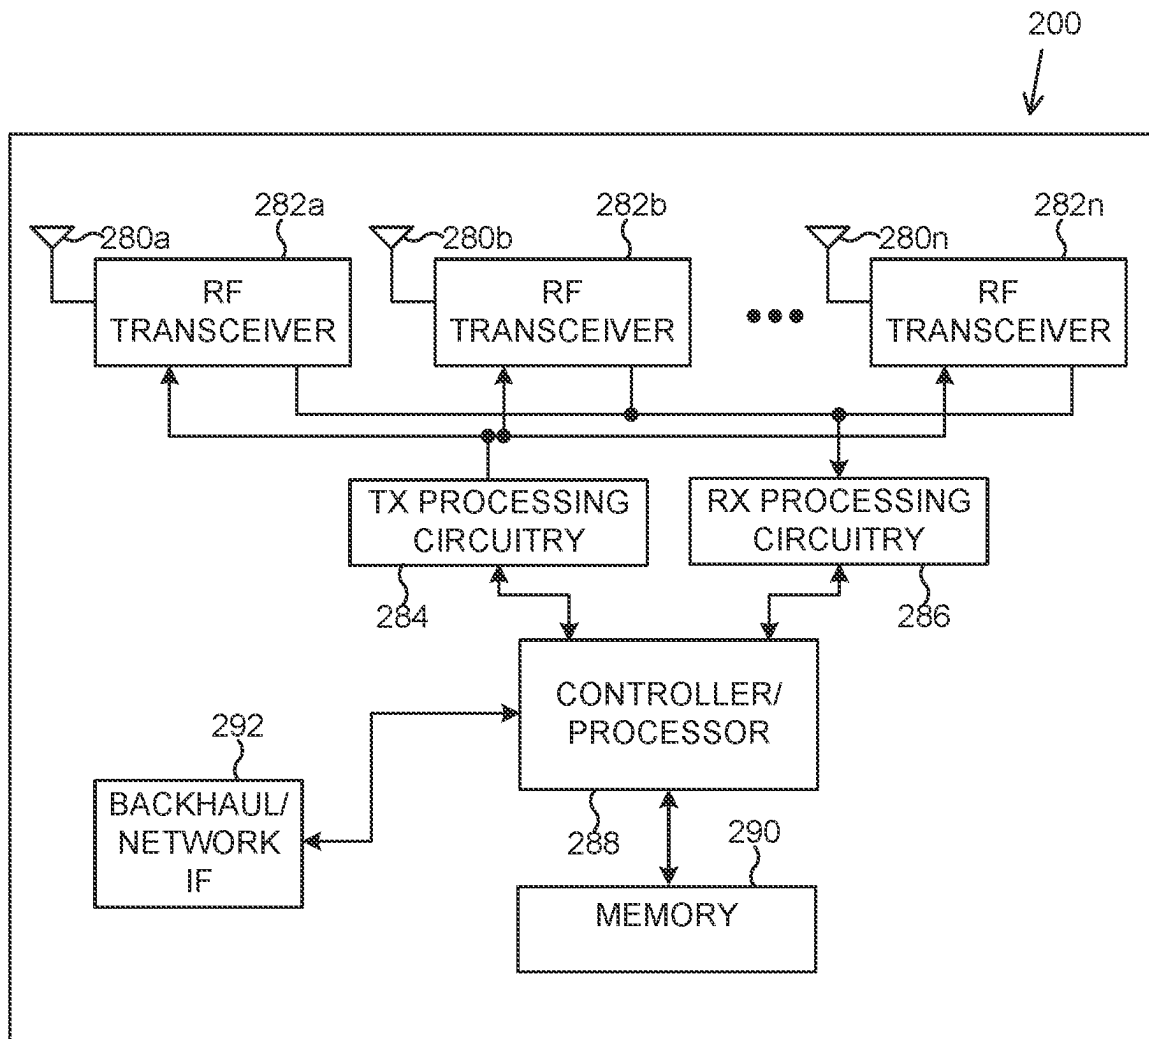 200
282a
282b
282n
280a
280b
280n
RF
TRANSCEIVER
RF
TRANSCEIVER
RF
TRANSCEIVER
TX PROCESSING
CIRCUITRY
RX PROCESSING
CIRCUITRY
284
286
CONTROLLER/
PROCESSOR
292
BACKHAUL/
NETWORK
IF
288
290
MEMORY